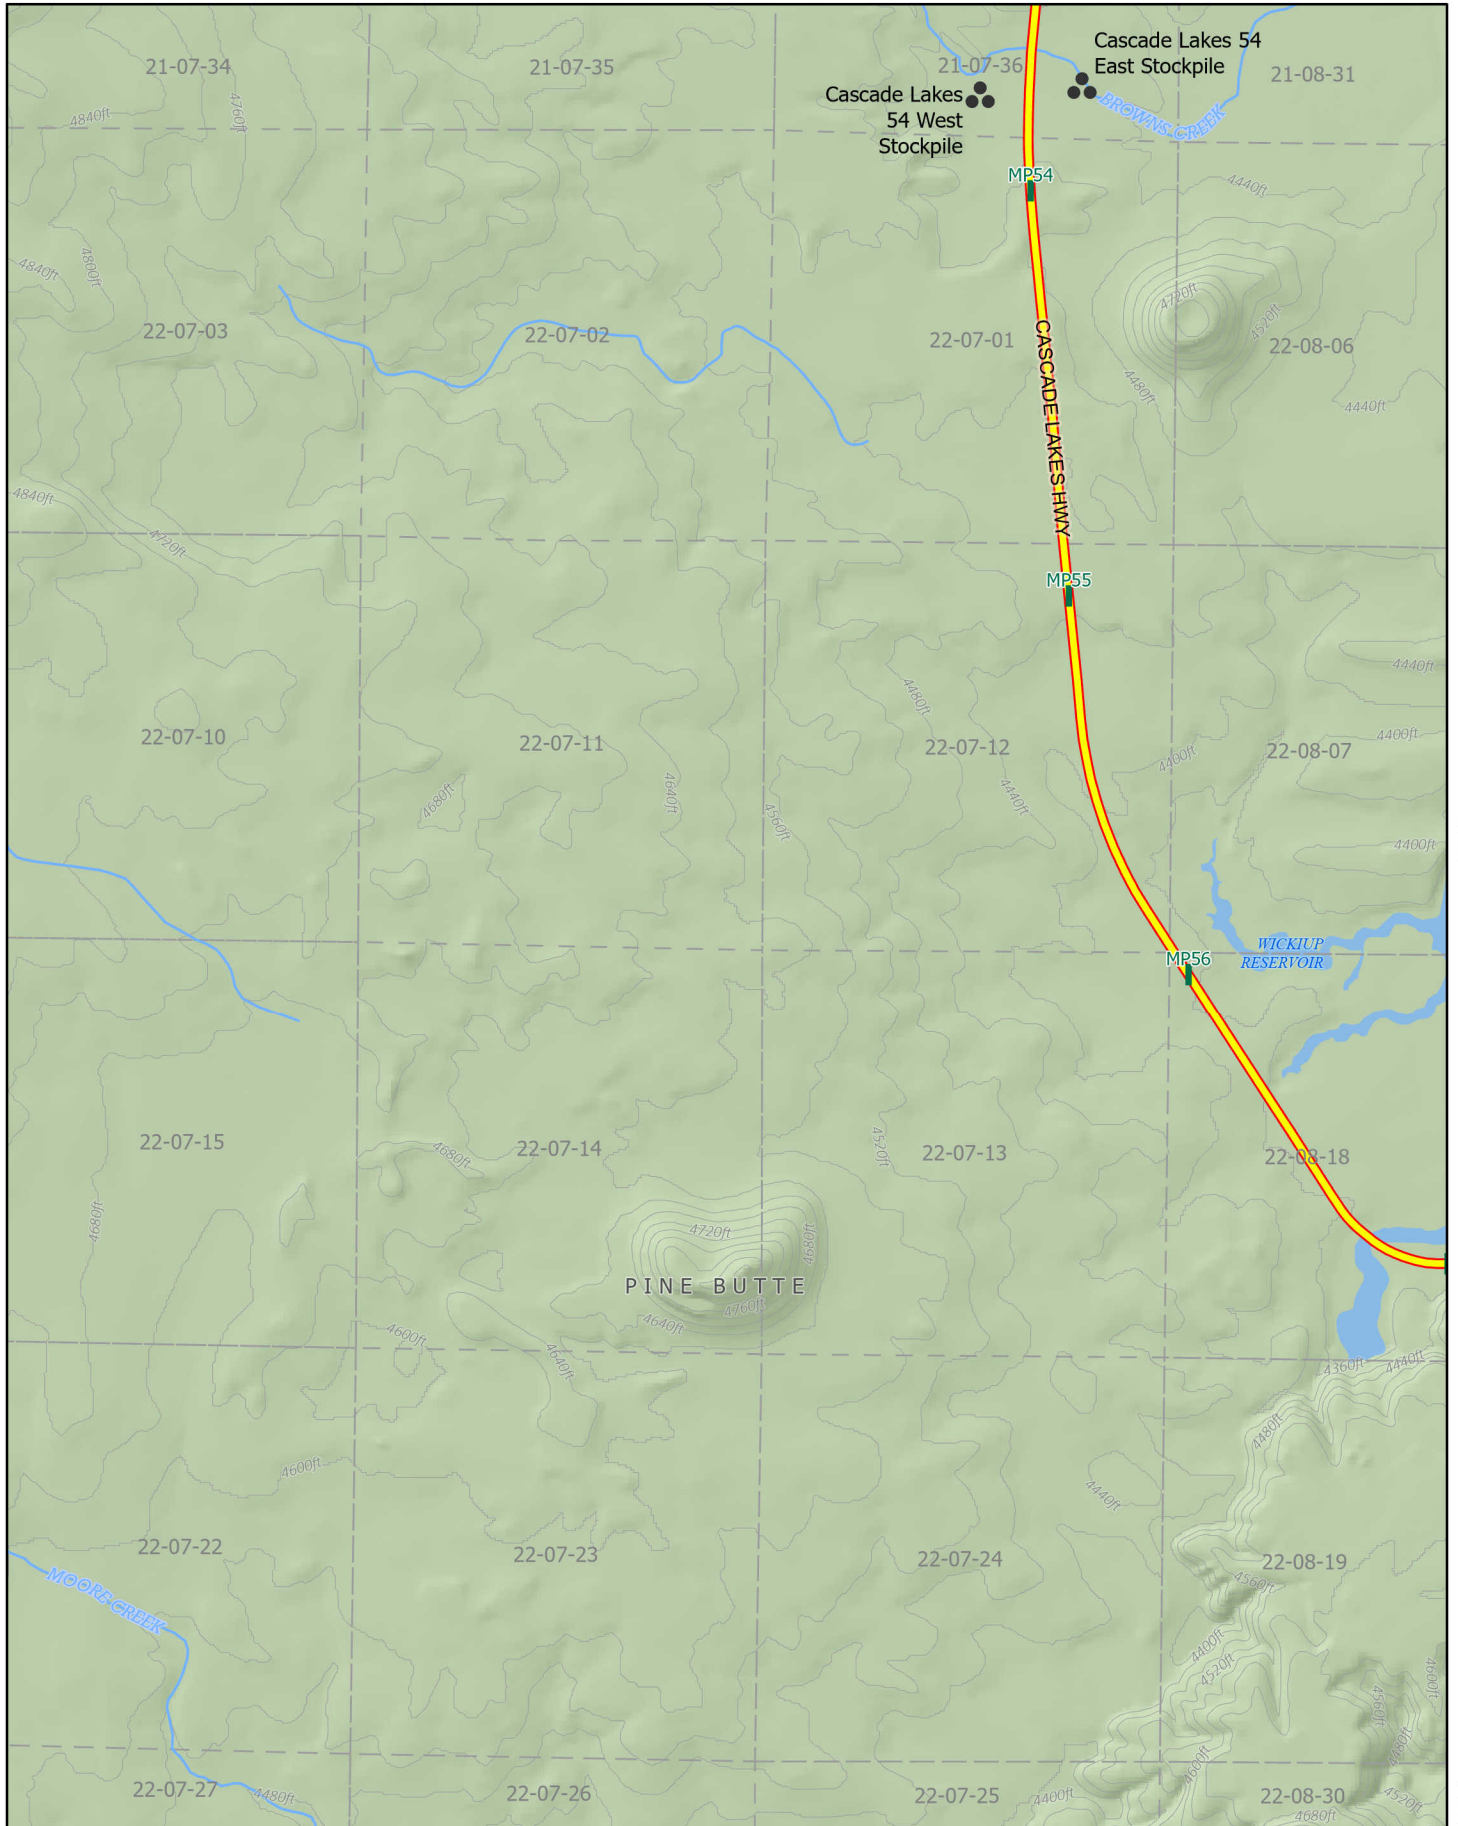 Cascade Lakes 54
East Stockpile
21-07-34
21-07-35
21-07-36
21-08-31
Cascade Lakes
54 West
Stockpile
BROWNS CREEK
4760ft
4840ft
MP54
4440ft
4840ft
4800ft
4720ft
4520ft
22-07-03
22-07-02
22-07-01
22-08-06
CASCADE LAKES HWY
4480ft
4440ft
4840ft
4720ft
MP55
4440ft
4480ft
22-07-10
22-07-11
22-07-12
22-08-07
4400ft
4400ft
4680ft
4640ft
4560ft
4440ft
4400ft
WICKIUP
RESERVOIR
MP56
22-07-15
22-07-14
22-07-13
22-08-18
4680ft
4520ft
4680ft
4720ft
4680ft
PINE BUTTE
4760ft
4640ft
4600ft
4640ft
4360ft
4440ft
4480ft
4600ft
4440ft
22-07-22
22-07-23
22-07-24
22-08-19
MOORE CREEK
4560ft
4400ft
4520ft
4600ft
4560ft
4480ft
4600ft
22-07-27
22-07-26
22-07-25
22-08-30
4480ft
4400ft
4520ft
4680ft